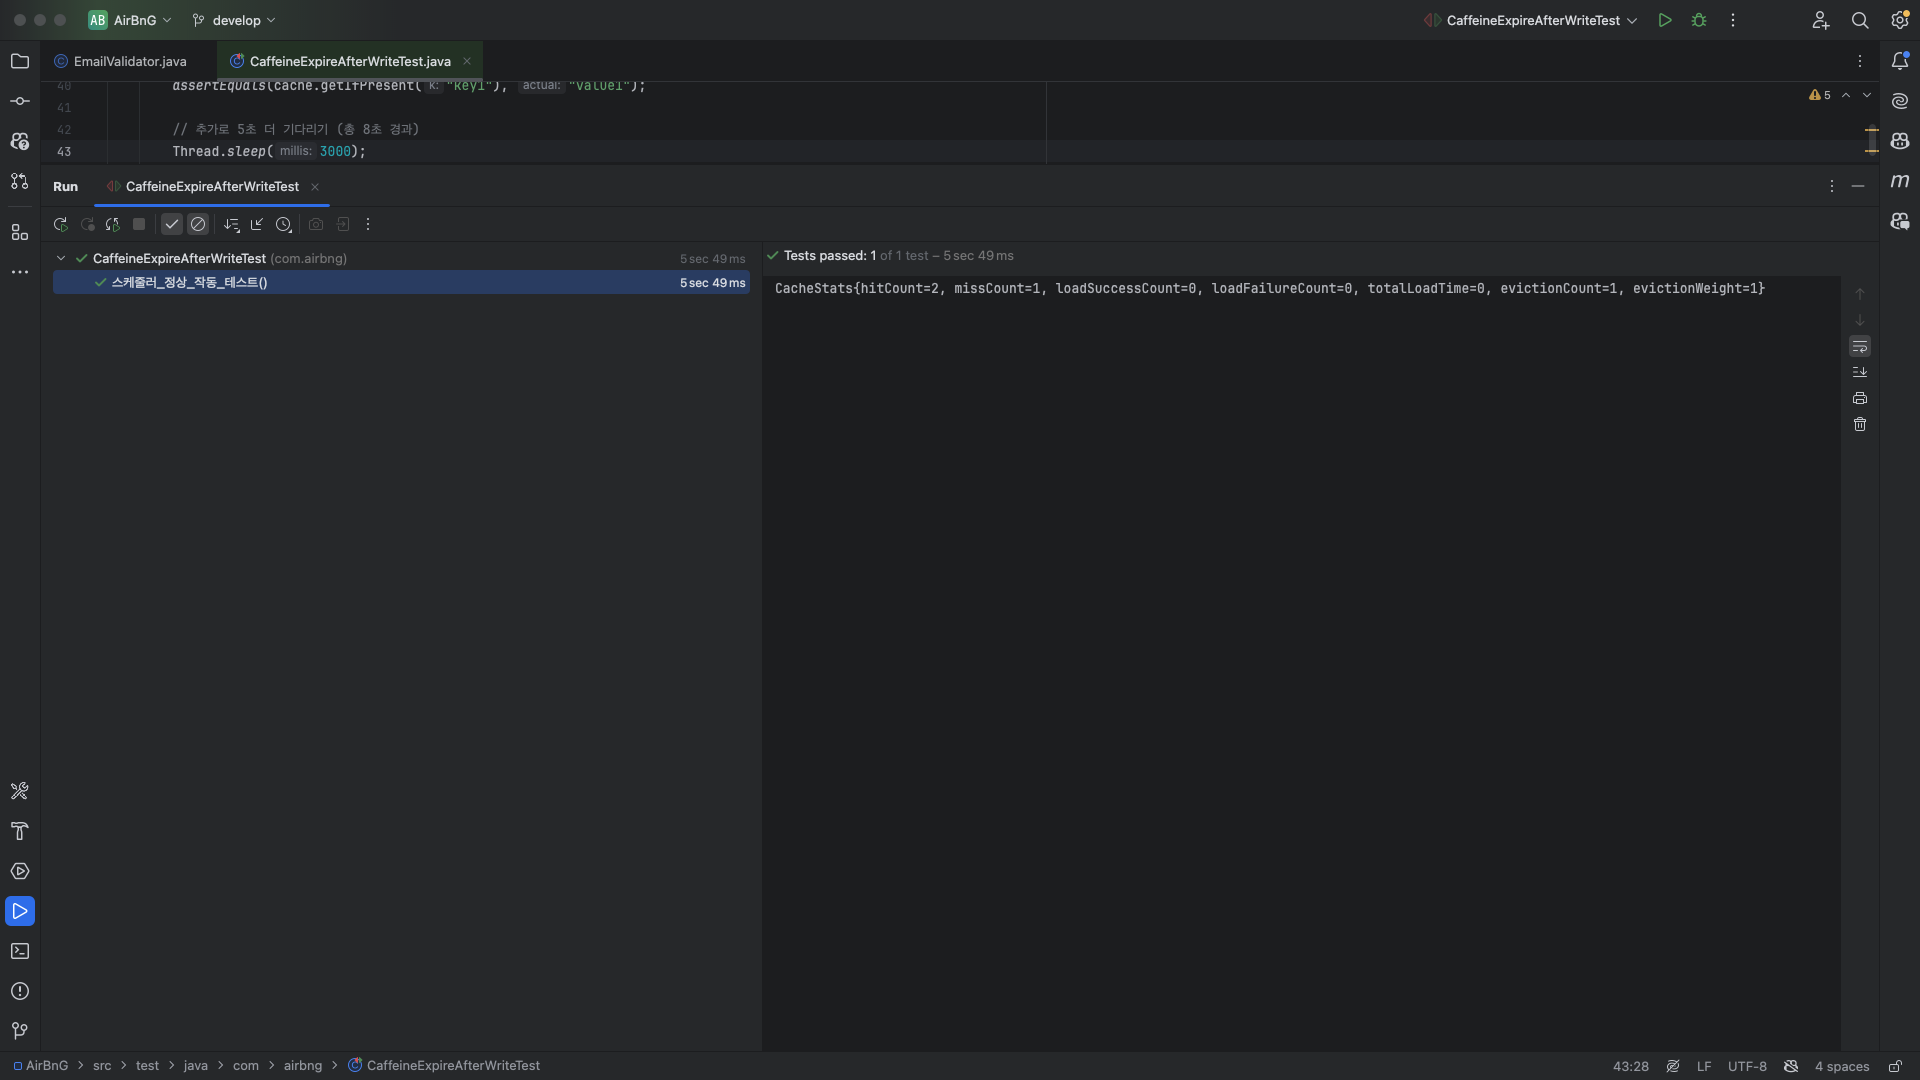 AB AirBnG develop CaffeineExpireAfterWriteTest
EmailValidator.java CaffeineExpireAfterWriteTest.java
40 assertEquals(cache.getIfPresent( k: "key1"), actual: "value1");
41
42 // 추가로 5초 더 기다리기 (총 8초 경과)
43 Thread.sleep( millis: 3000);
5
Run CaffeineExpireAfterWriteTest
CaffeineExpireAfterWriteTest (com.airbng) 5 sec 49 ms
스케줄러_정상_작동_테스트() 5 sec 49 ms
Tests passed: 1 of 1 test – 5 sec 49 ms
CacheStats{hitCount=2, missCount=1, loadSuccessCount=0, loadFailureCount=0, totalLoadTime=0, evictionCount=1, evictionWeight=1}
m
AirBnG > src > test > java > com > airbng > CaffeineExpireAfterWriteTest
43:28 LF UTF-8 4 spaces